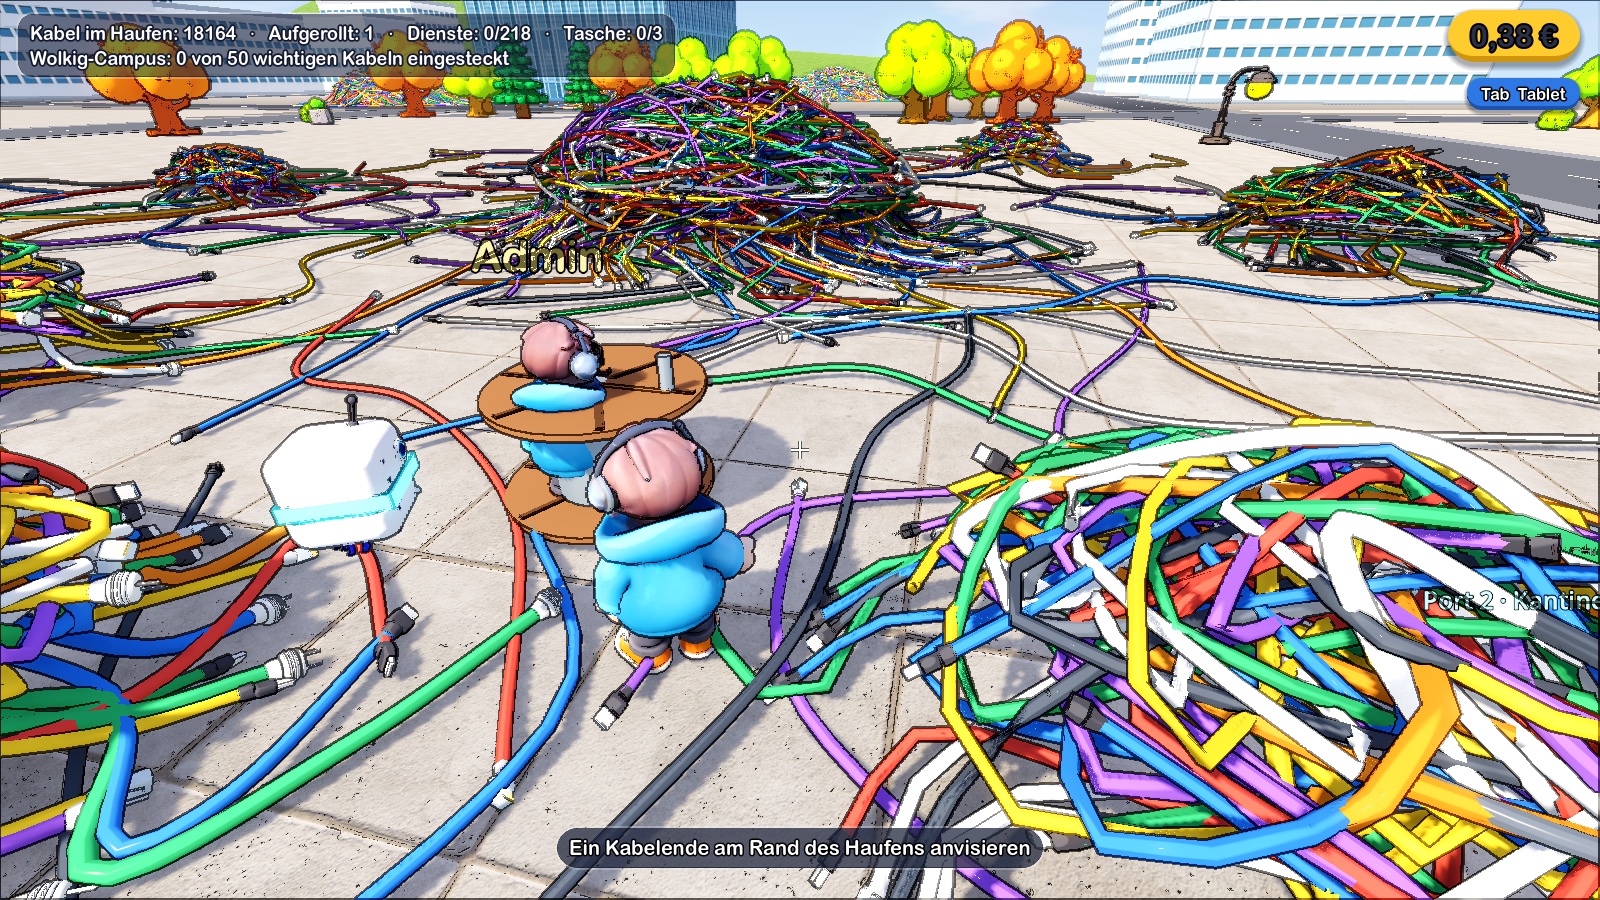 Kabel im Haufen: 18164 · Aufgerollt: 1 · Dienste: 0/218 · Tasche: 0/3
Wolkig-Campus: 0 von 50 wichtigen Kabeln eingesteckt
0,38 €
Tab Tablet
Admin
Port 2 · Kantine
Ein Kabelende am Rand des Haufens anvisieren